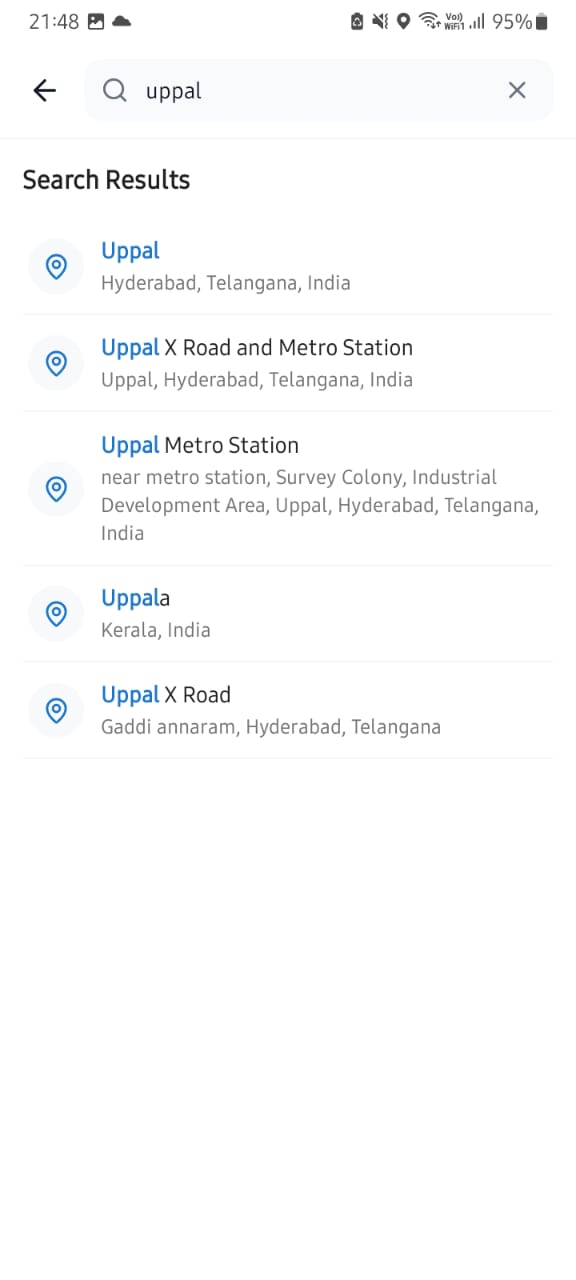 21:48 Vo)) WiFi1 95%
uppal
Search Results
Uppal
Hyderabad, Telangana, India
Uppal X Road and Metro Station
Uppal, Hyderabad, Telangana, India
Uppal Metro Station
near metro station, Survey Colony, Industrial
Development Area, Uppal, Hyderabad, Telangana,
India
Uppala
Kerala, India
Uppal X Road
Gaddi annaram, Hyderabad, Telangana